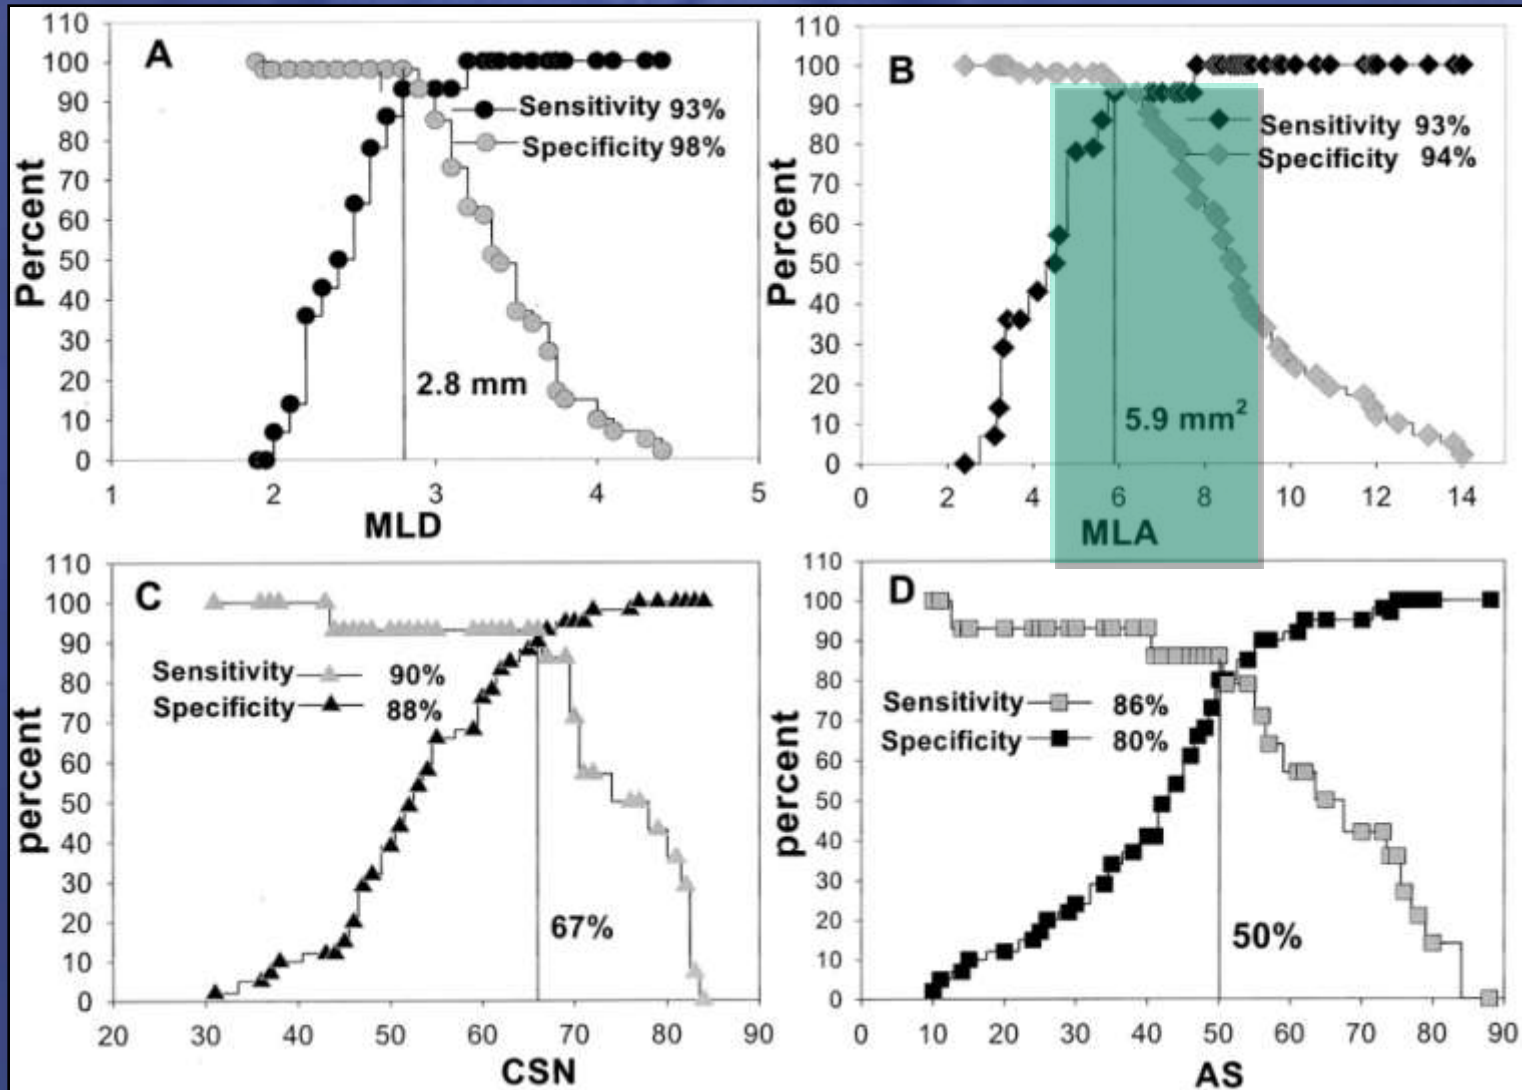 A
110
100
90
80
70
60
50
40
30
20
10
0
Percent
Sensitivity 93%
Specificity 98%
2.8 mm
1 2 3 4 5
MLD
B
110
100
90
80
70
60
50
40
30
20
10
0
Percent
Sensitivity 93%
Specificity 94%
5.9 mm²
0 2 4 6 8 10 12 14
MLA
C
110
100
90
80
70
60
50
40
30
20
10
0
percent
Sensitivity 90%
Specificity 88%
67%
20 30 40 50 60 70 80 90
CSN
D
110
100
90
80
70
60
50
40
30
20
10
0
percent
Sensitivity 86%
Specificity 80%
50%
0 10 20 30 40 50 60 70 80 90
AS